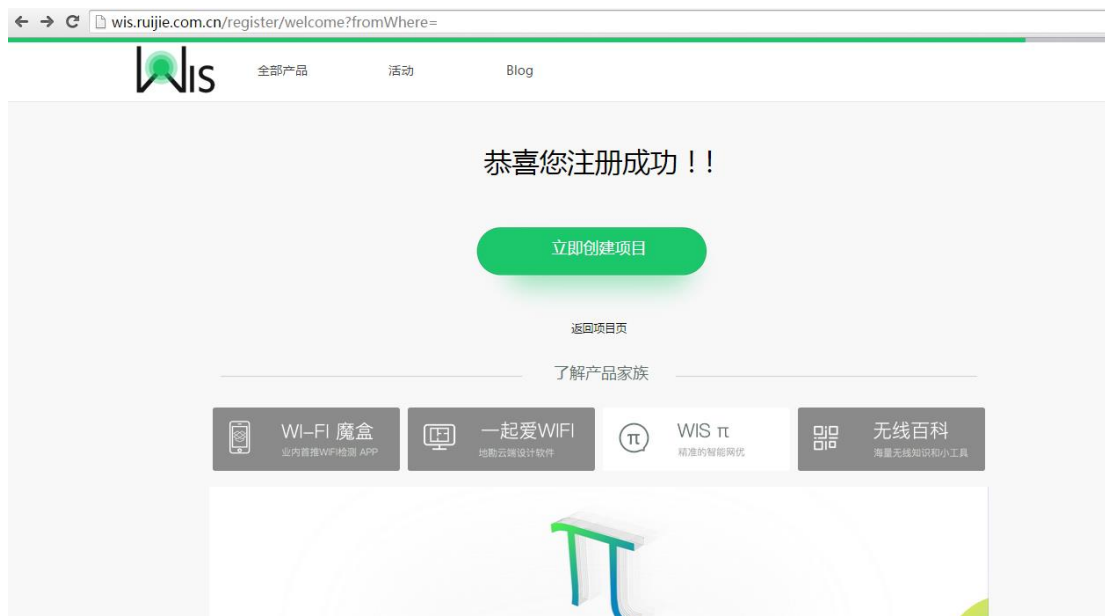 wis.ruijie.com.cn/register/welcome?fromWhere=
WIS 全部产品 活动 Blog
恭喜您注册成功！！
立即创建项目
返回项目页
了解产品家族
WI-FI 魔盒
业内首推WIFI检测 APP
一起爱WIFI
地勘云端设计软件
π
WIS π
精准的智能网优
无线百科
海量无线知识和小工具
π